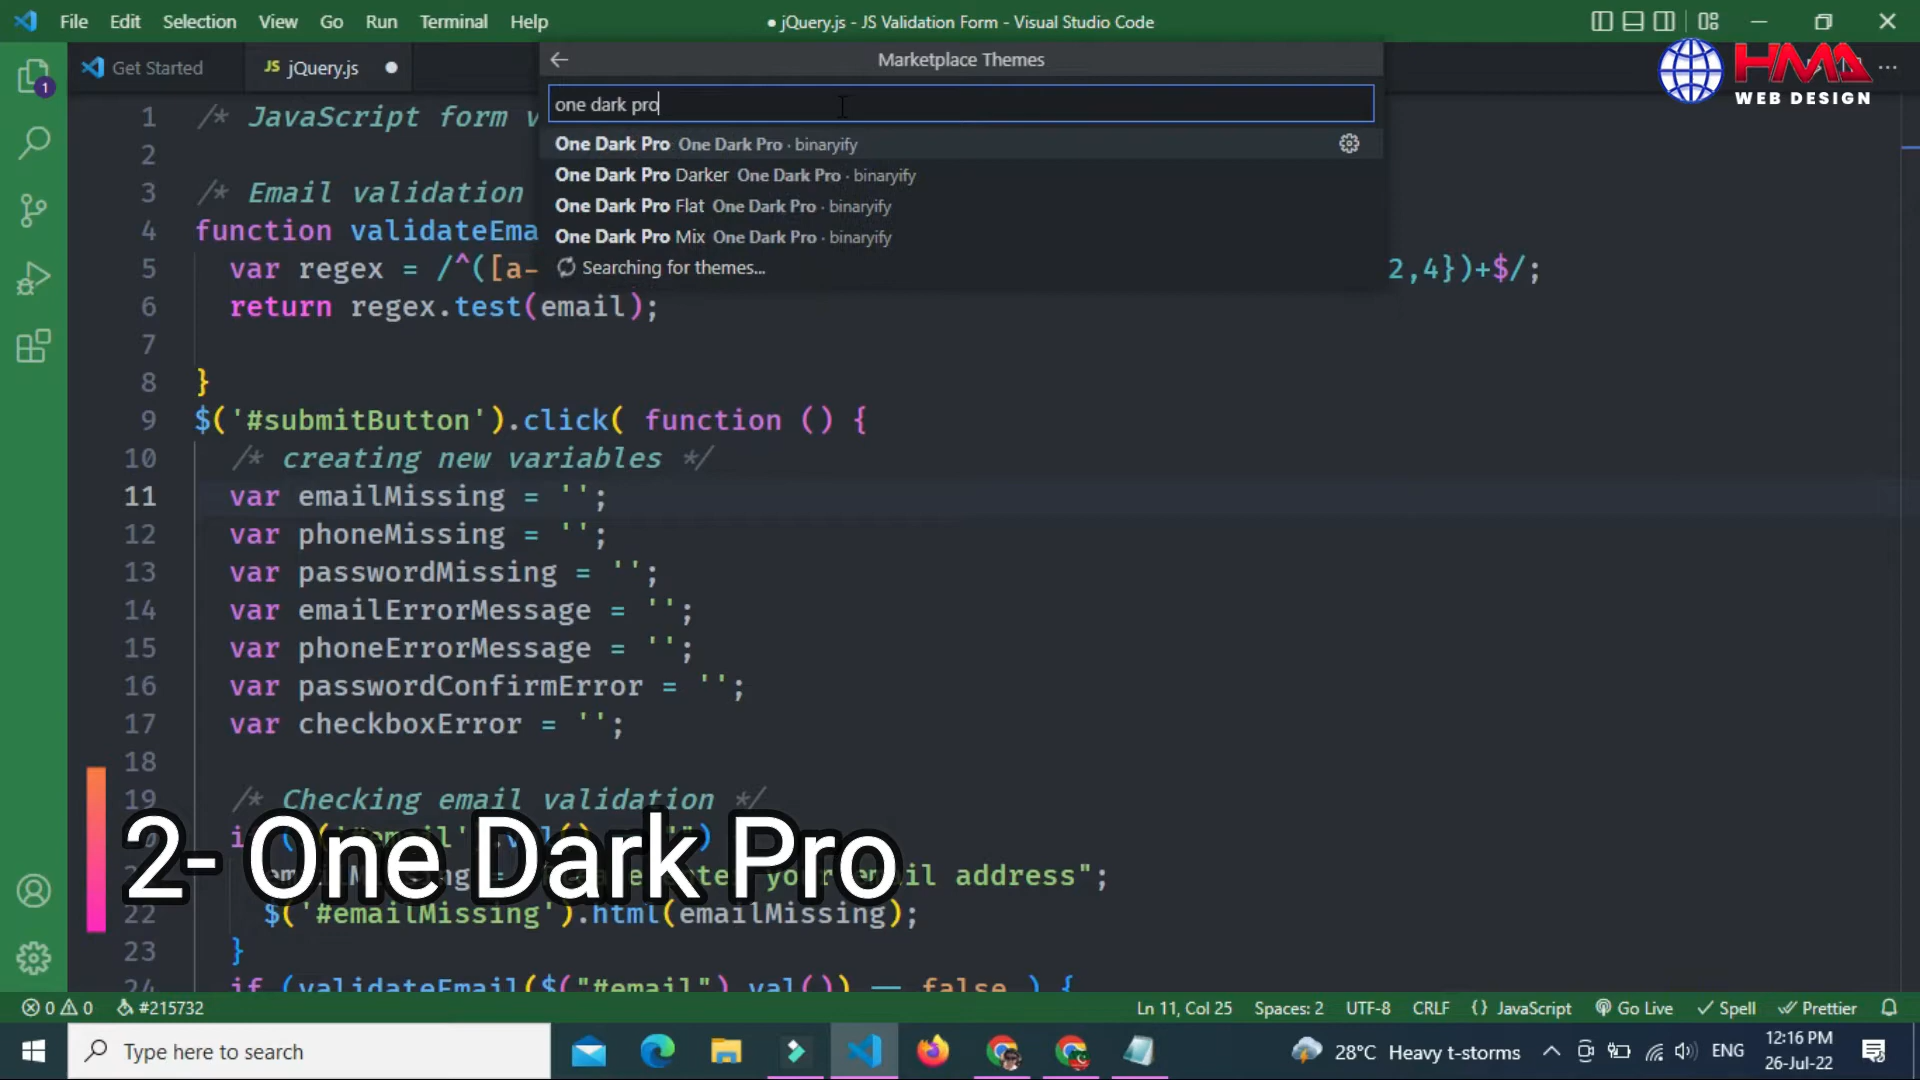 File Edit Selection View Go Run Terminal Help
● jQuery.js - JS Validation Form - Visual Studio Code
Get Started
JS jQuery.js ●
Marketplace Themes
HMA
WEB DESIGN
one dark pro
One Dark Pro One Dark Pro · binaryify
One Dark Pro Darker One Dark Pro · binaryify
One Dark Pro Flat One Dark Pro · binaryify
One Dark Pro Mix One Dark Pro · binaryify
Searching for themes...
1
1 /* JavaScript form v
2
3 /* Email validation
4 function validateEma
5 var regex = /^([a- 2,4})+$/;
6 return regex.test(email);
7
8 }
9 $('#submitButton').click( function () {
10 /* creating new variables */
11 var emailMissing = '';
12 var phoneMissing = '';
13 var passwordMissing = '';
14 var emailErrorMessage = '';
15 var phoneErrorMessage = '';
16 var passwordConfirmError = '';
17 var checkboxError = '';
18
19 /* Checking email validation */
2- One Dark Pro
email address";
22 $('#emailMissing').html(emailMissing);
23 }
24 if (validateEmail($("#email").val()) == false ) {
0 0 #215732
Ln 11, Col 25 Spaces: 2 UTF-8 CRLF {} JavaScript Go Live Spell Prettier
Type here to search
28°C Heavy t-storms ENG 12:16 PM
26-Jul-22